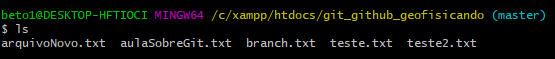 beto1@DESKTOP-HFTIOCI MINGW64 /c/xampp/htdocs/git_github_geofisicando (master)
$ ls
arquivoNovo.txt  aulaSobreGit.txt  branch.txt  teste.txt  teste2.txt